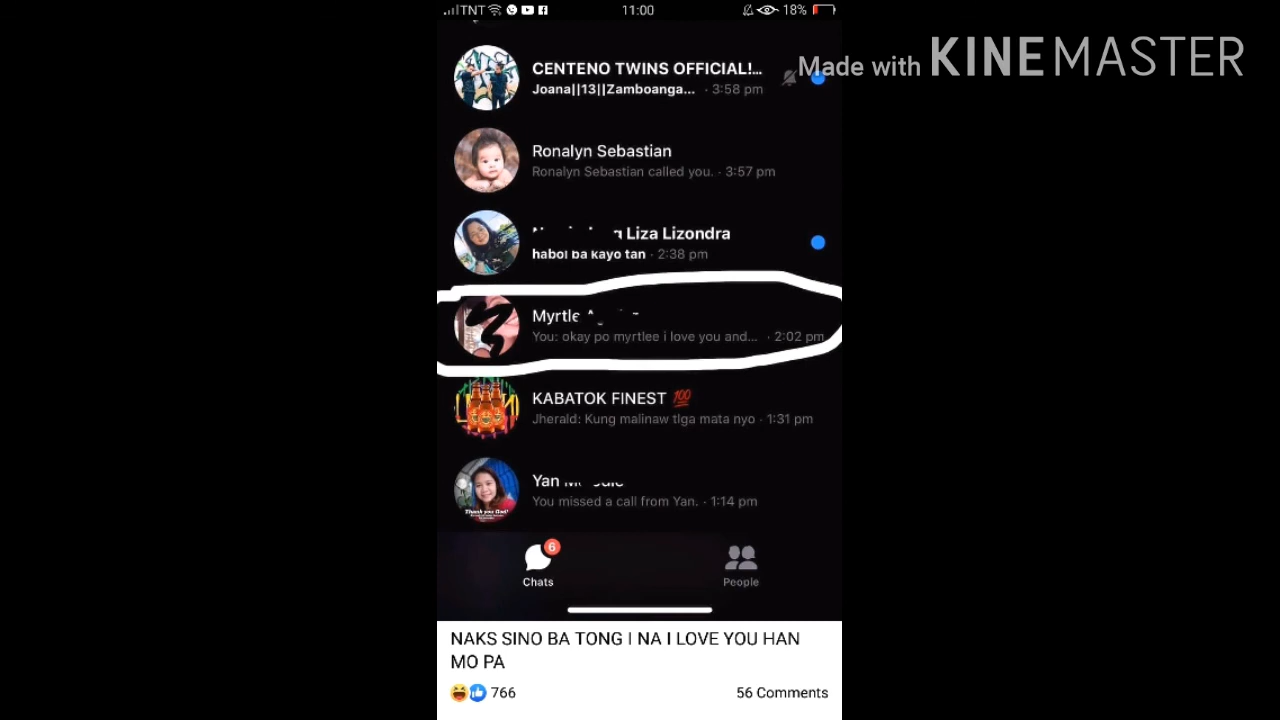 TNT 11:00 18%
Made with KINEMASTER
CENTENO TWINS OFFICIAL!...
Joana||13||Zamboanga... · 3:58 pm
Ronalyn Sebastian
Ronalyn Sebastian called you. · 3:57 pm
Liza Lizondra
habol ba kayo tan · 2:38 pm
Myrtle
You: okay po myrtlee i love you and... · 2:02 pm
KABATOK FINEST 💯
Jherald: Kung malinaw tlga mata nyo · 1:31 pm
Yan
You missed a call from Yan. · 1:14 pm
6
Chats People
NAKS SINO BA TONG I NA I LOVE YOU HAN
MO PA
766 56 Comments